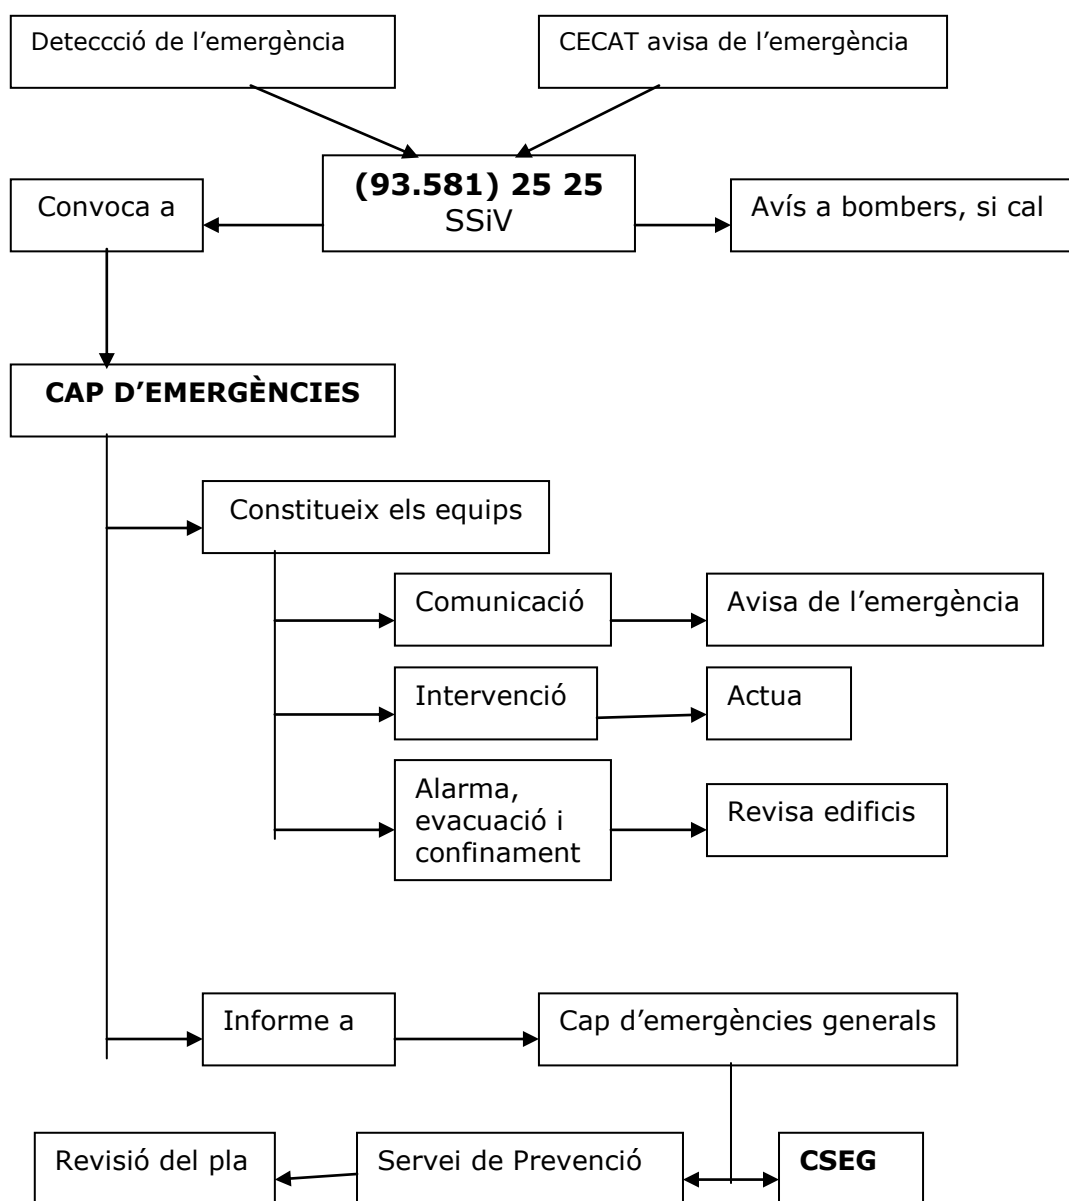 Deteccció de l’emergència
CECAT avisa de l’emergència
(93.581) 25 25
SSiV
Convoca a
Avís a bombers, si cal
CAP D’EMERGÈNCIES
Constitueix els equips
Comunicació
Avisa de l’emergència
Intervenció
Actua
Alarma,
evacuació i
confinament
Revisa edificis
Informe a
Cap d’emergències generals
Revisió del pla
Servei de Prevenció
CSEG